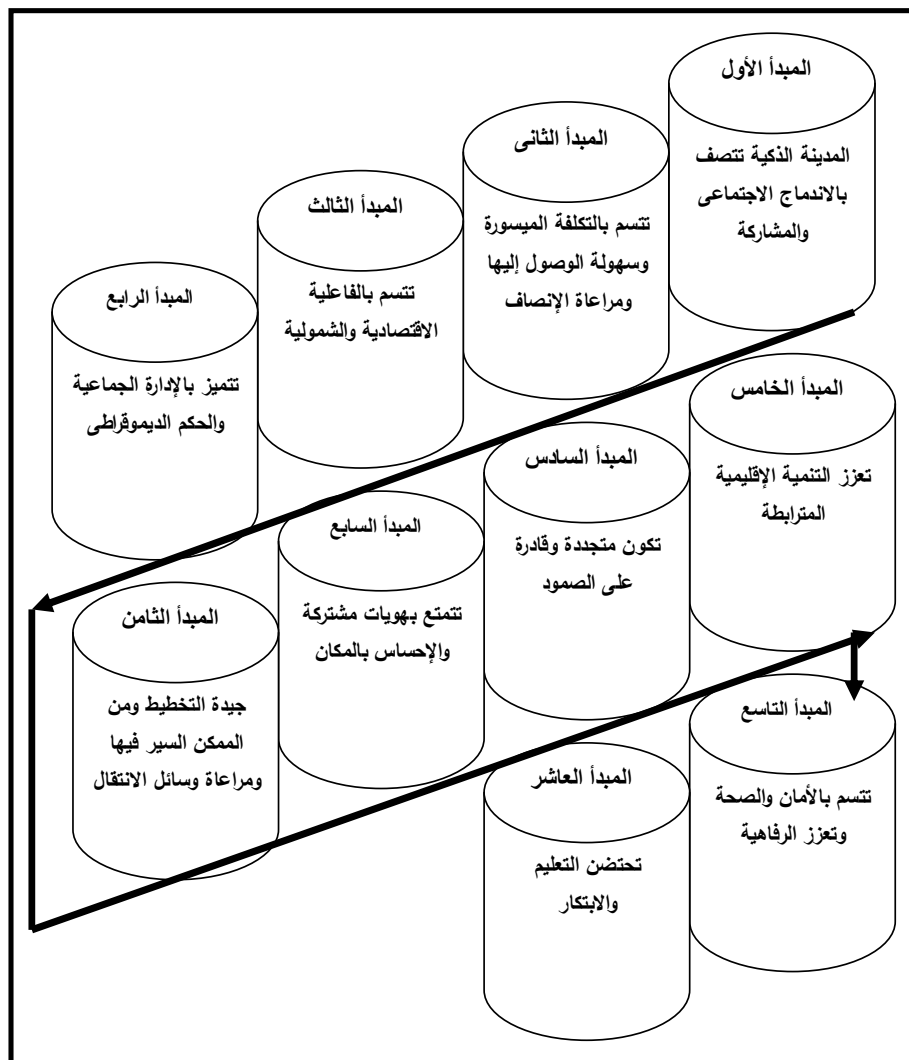 المبدأ الأول
المدينة الذكية تتصف
بالاندماج الاجتماعى
والمشاركة
المبدأ الثانى
تتسم بالتكلفة الميسورة
وسهولة الوصول إليها
ومراعاة الإنصاف
المبدأ الثالث
تتسم بالفاعلية
الاقتصادية والشمولية
المبدأ الرابع
تتميز بالإدارة الجماعية
والحكم الديموقراطى
المبدأ الخامس
تعزز التنمية الإقليمية
المترابطة
المبدأ السادس
تكون متجددة وقادرة
على الصمود
المبدأ السابع
تتمتع بهويات مشتركة
والإحساس بالمكان
المبدأ الثامن
جيدة التخطيط ومن
الممكن السير فيها
ومراعاة وسائل الانتقال
المبدأ التاسع
تتسم بالأمان والصحة
وتعزز الرفاهية
المبدأ العاشر
تحتضن التعليم
والابتكار